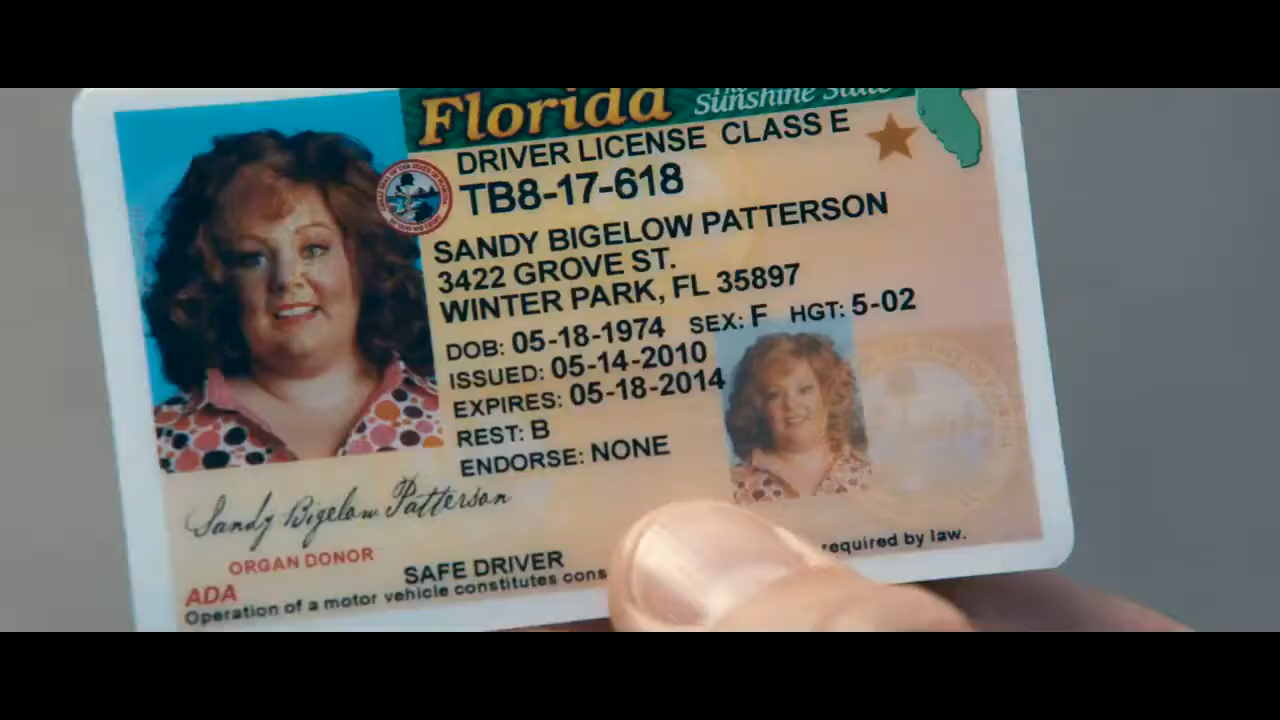 Florida
Sunshine State
DRIVER LICENSE CLASS E
TB8-17-618
SANDY BIGELOW PATTERSON
3422 GROVE ST.
WINTER PARK, FL 35897
DOB: 05-18-1974 SEX: F HGT: 5-02
ISSUED: 05-14-2010
EXPIRES: 05-18-2014
REST: B
ENDORSE: NONE
Sandy Bigelow Patterson
ORGAN DONOR
ADA
SAFE DRIVER
Operation of a motor vehicle constitutes cons
required by law.